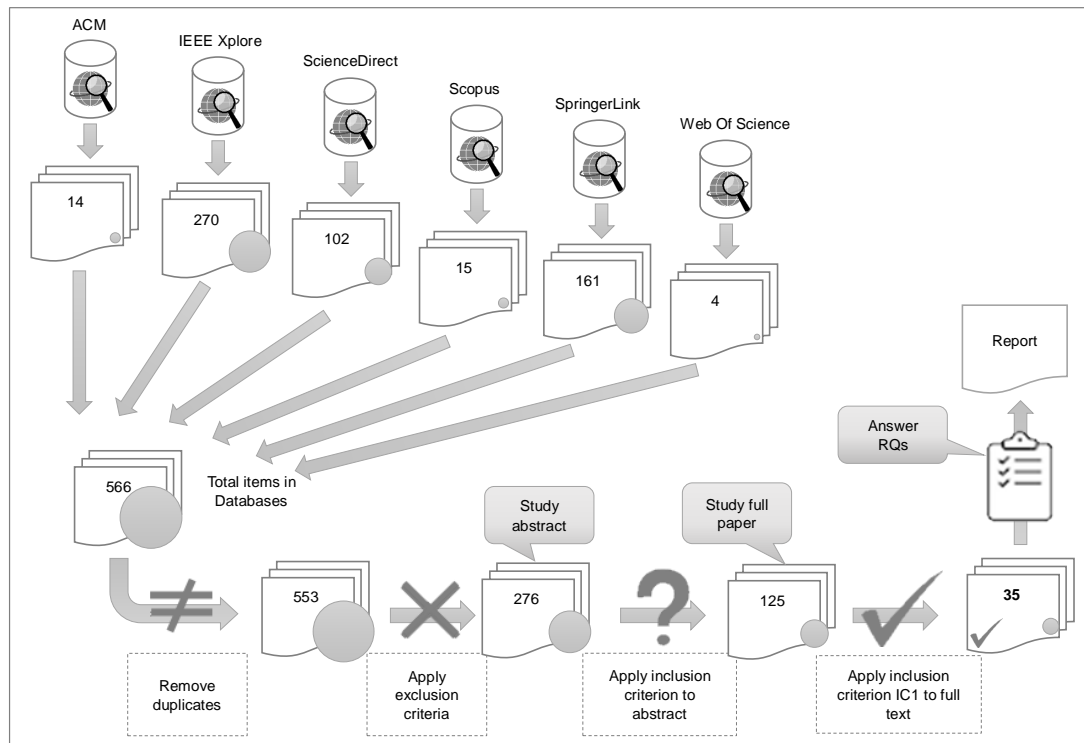 ACM
IEEE Xplore
ScienceDirect
Scopus
SpringerLink
Web Of Science
14
270
102
15
161
4
Report
Answer
RQs
566
Total items in
Databases
Study
abstract
Study full
paper
553
276
125
35
Remove
duplicates
Apply
exclusion
criteria
Apply inclusion
criterion to
abstract
Apply inclusion
criterion IC1 to full
text